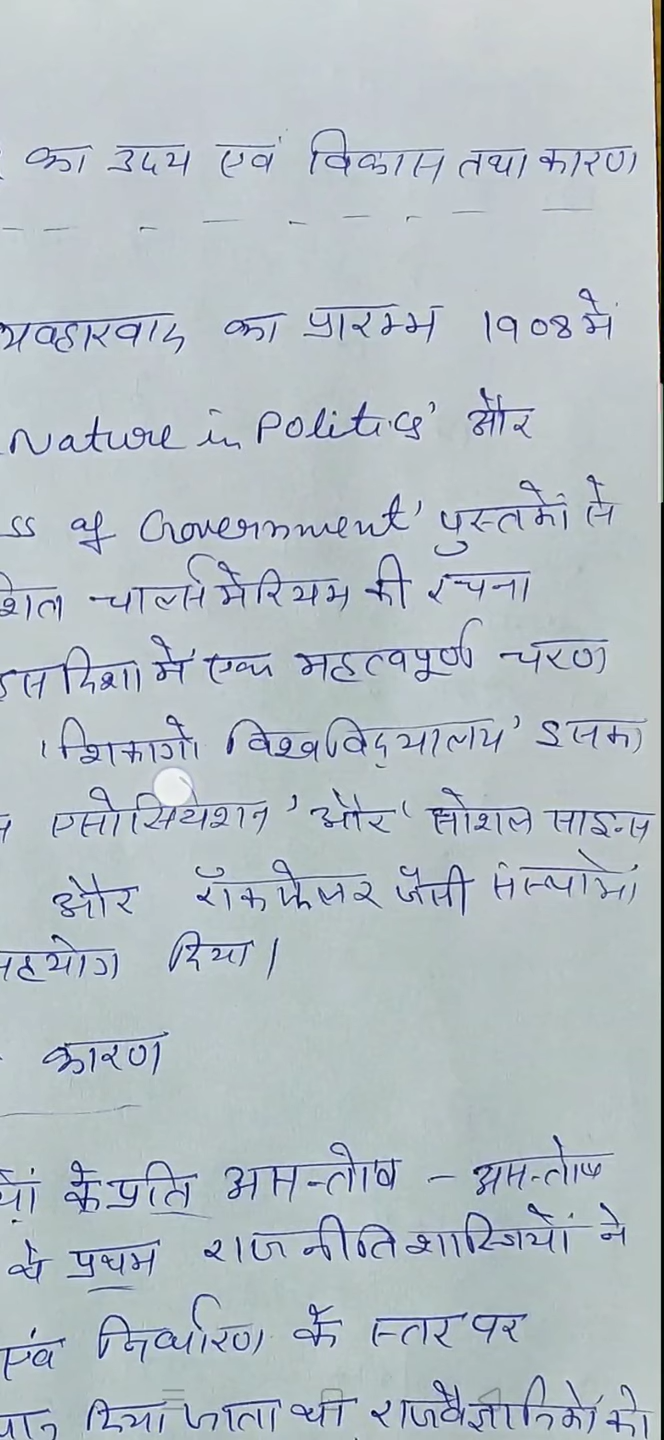 का उदय एवं विकास तथा कारण
व्यवहारवाद का प्रारम्भ 1908 में
Nature in Politics' और
ss of Government' पुस्तकों से
शित चार्ल्स मेरियम की रचना
इस दिशा में एक महत्वपूर्ण चरण
'शिकागो विश्वविद्यालय' इसका
एसोसियेशन' और 'सोशल साइन्स
और रॉकफेलर जैसी संस्थाओं
सहयोग दिया।
कारण
के प्रति असन्तोष - असन्तोष
से प्रथम राजनीतिशास्त्रियों ने
एवं निर्धारण के स्तर पर
दिया जाता था राजवैज्ञानिकों को